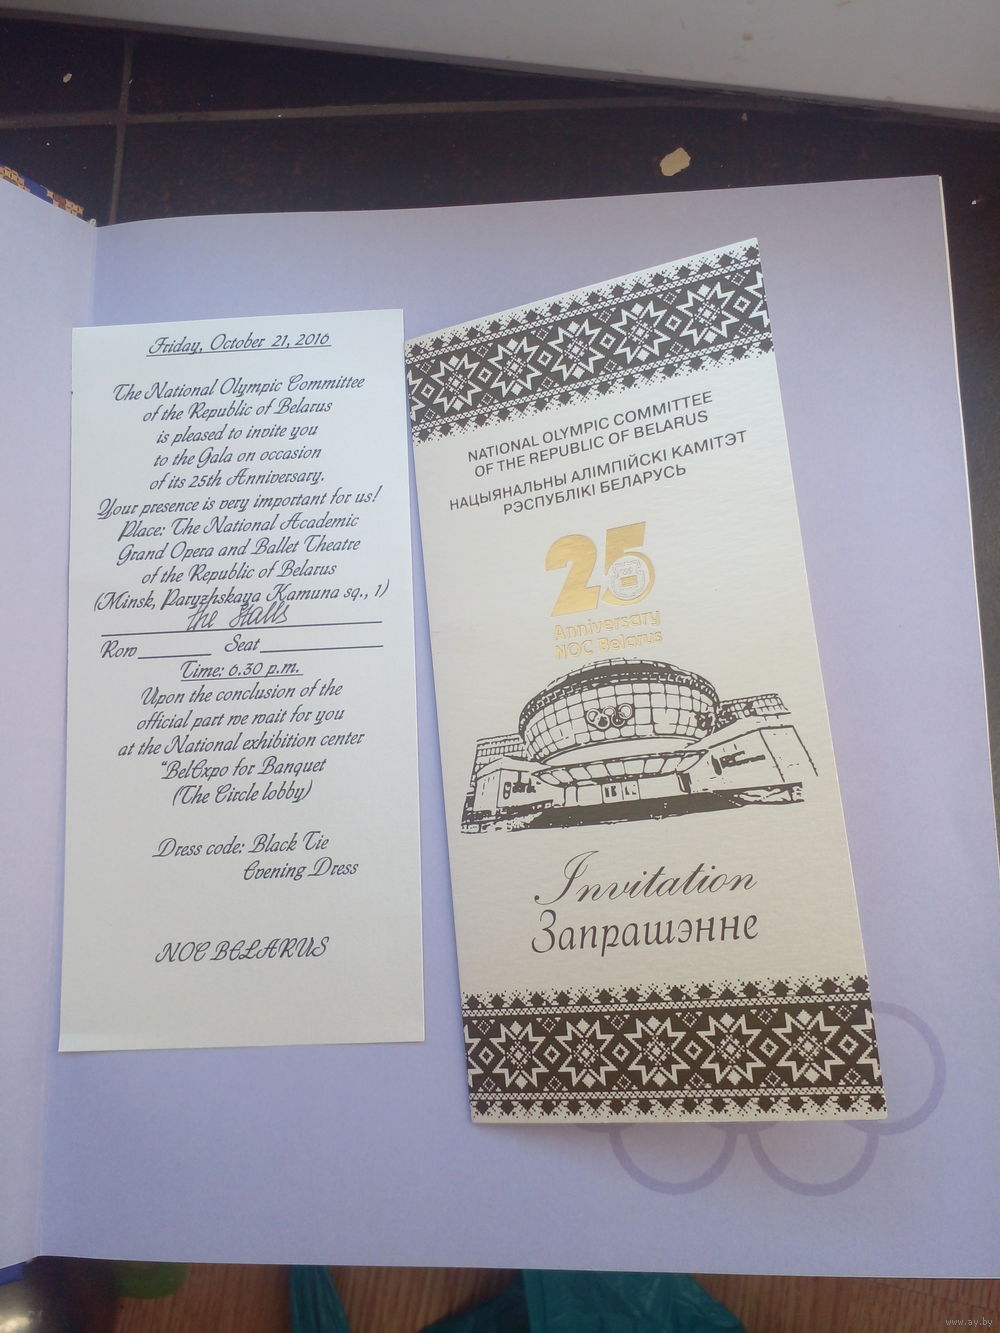 Friday, October 21, 2016
The National Olympic Committee
of the Republic of Belarus
is pleased to invite you
to the Gala on occasion
of its 25th Anniversary.
Your presence is very important for us!
Place: The National Academic
Grand Opera and Ballet Theatre
of the Republic of Belarus
(Minsk, Paryzhskaya Kamuna sq., 1)
the Stalls
Row Seat
Time: 6.30 p.m.
Upon the conclusion of the
official part we wait for you
at the National exhibition center
“BelExpo for Banquet
(The Circle lobby)
Dress code: Black Tie
Evening Dress
NOC BELARUS
NATIONAL OLYMPIC COMMITTEE
OF THE REPUBLIC OF BELARUS
НАЦЫЯНАЛЬНЫ АЛІМПІЙСКІ КАМІТЭТ
РЭСПУБЛІКІ БЕЛАРУСЬ
25
Anniversary
NOC Belarus
Invitation
Запрашэнне
www.ay.by